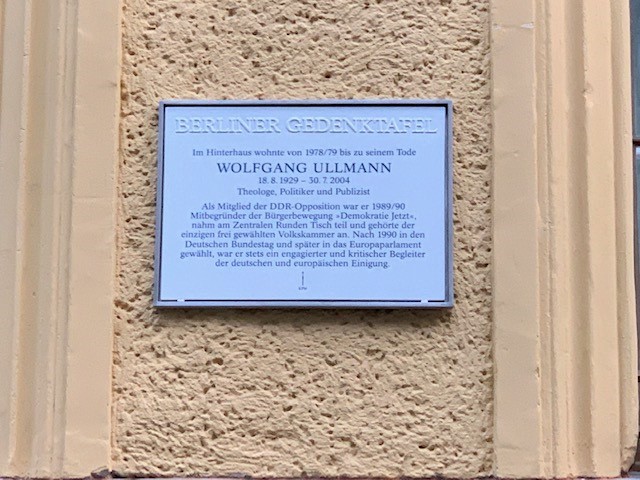 BERLINER GEDENKTAFEL
Im Hinterhaus wohnte von 1978/79 bis zu seinem Tode
WOLFGANG ULLMANN
18. 8. 1929 – 30. 7. 2004
Theologe, Politiker und Publizist
Als Mitglied der DDR-Opposition war er 1989/90
Mitbegründer der Bürgerbewegung »Demokratie Jetzt«,
nahm am Zentralen Runden Tisch teil und gehörte der
einzigen frei gewählten Volkskammer an. Nach 1990 in den
Deutschen Bundestag und später in das Europaparlament
gewählt, war er stets ein engagierter und kritischer Begleiter
der deutschen und europäischen Einigung.